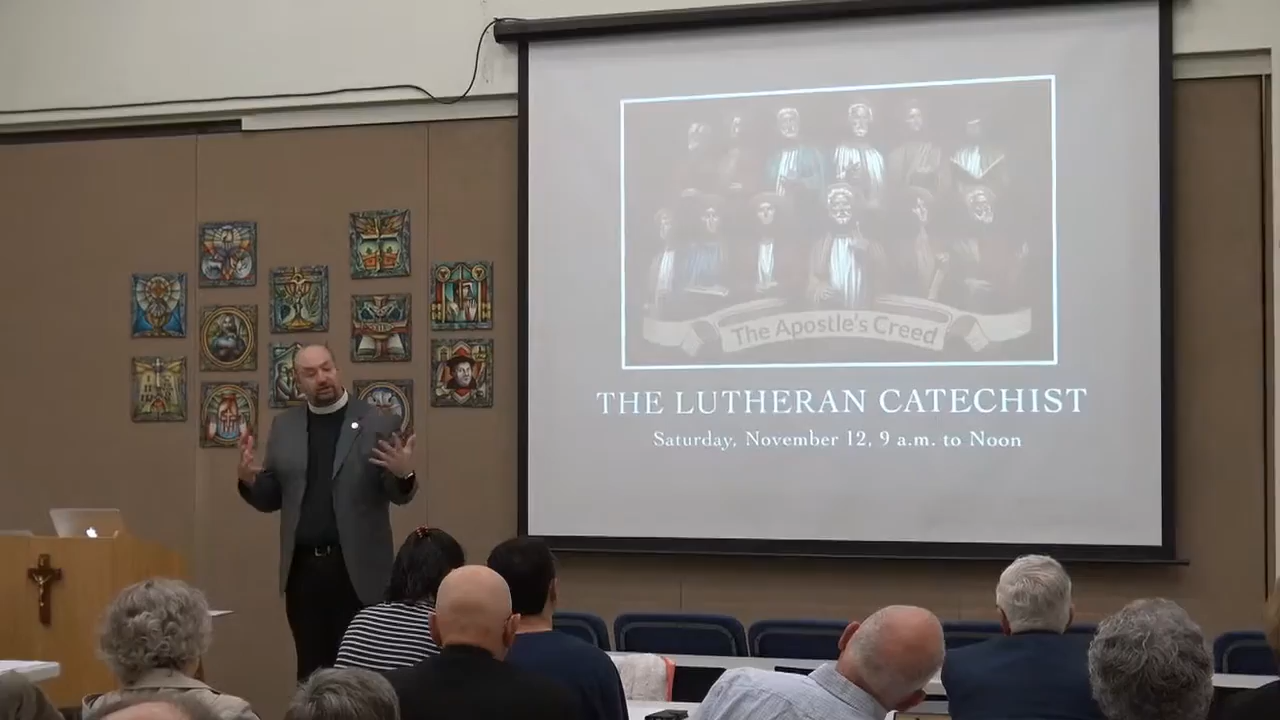 The Apostle's Creed
THE LUTHERAN CATECHIST
Saturday, November 12, 9 a.m. to Noon